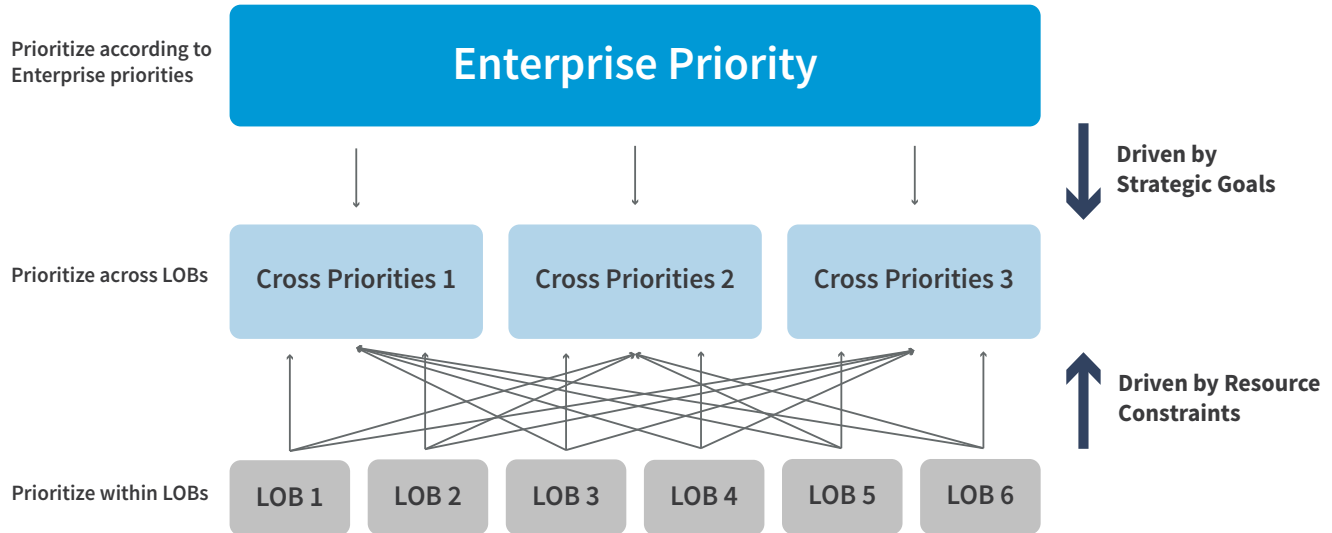 Prioritize according to
Enterprise priorities
Enterprise Priority
Driven by
Strategic Goals
Prioritize across LOBs
Cross Priorities 1
Cross Priorities 2
Cross Priorities 3
Driven by Resource
Constraints
Prioritize within LOBs
LOB 1
LOB 2
LOB 3
LOB 4
LOB 5
LOB 6